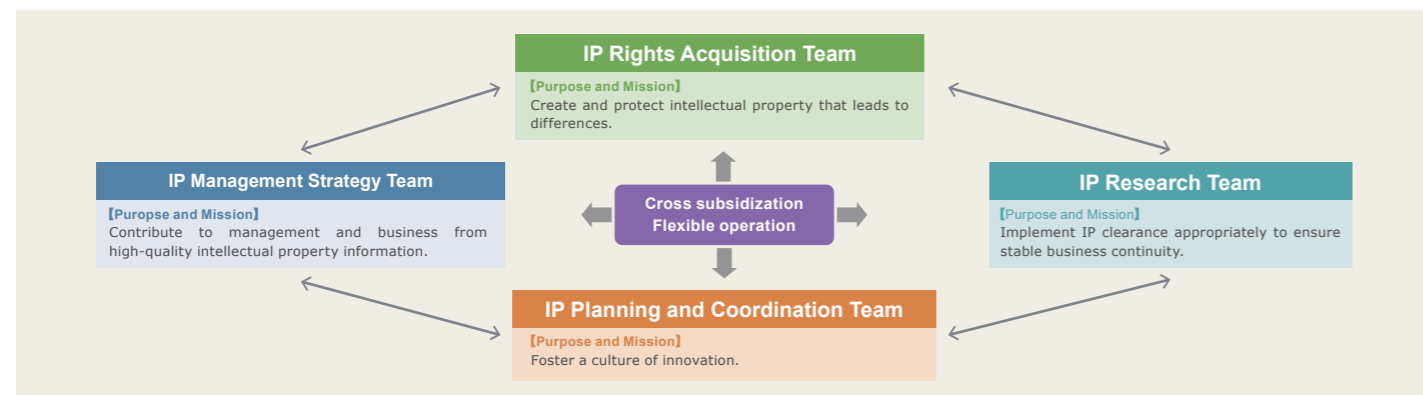 IP Rights Acquisition Team
【Purpose and Mission】
Create and protect intellectual property that leads to
differences.
IP Management Strategy Team
【Puropse and Mission】
Contribute to management and business from
high-quality intellectual property information.
Cross subsidization
Flexible operation
IP Research Team
【Purpose and Mission】
Implement IP clearance appropriately to ensure
stable business continuity.
IP Planning and Coordination Team
【Purpose and Mission】
Foster a culture of innovation.